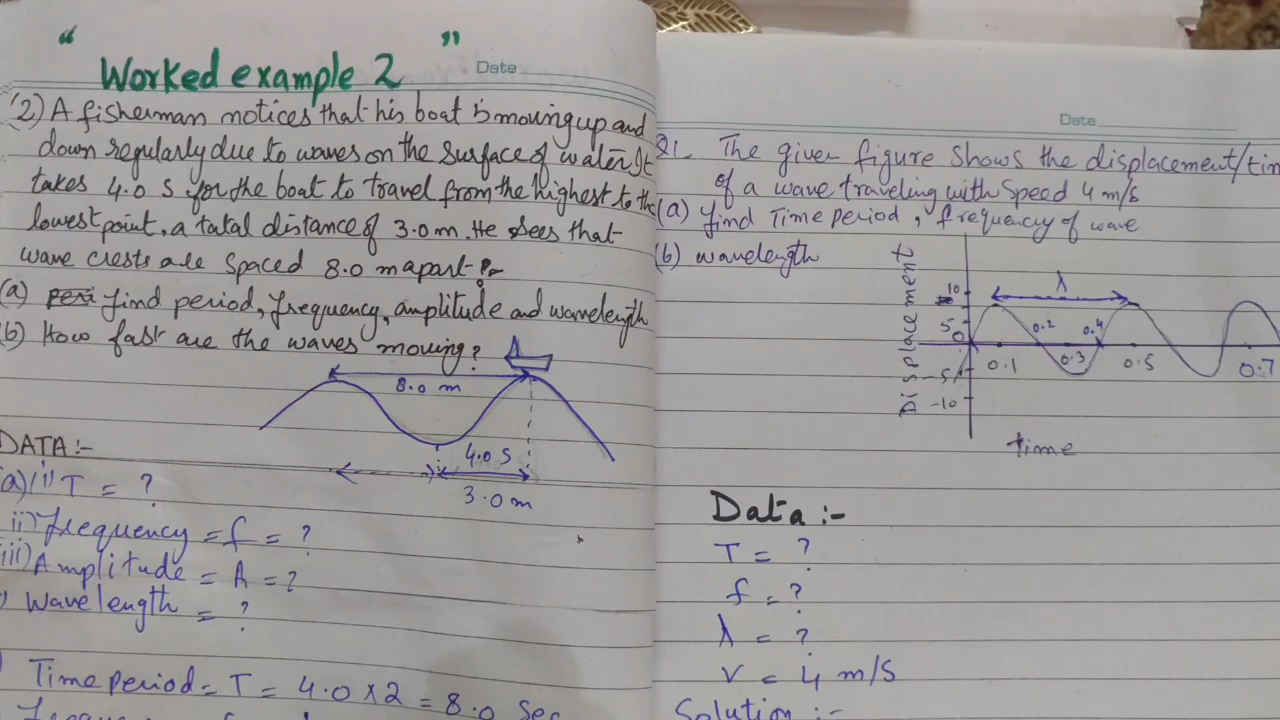 " Worked example 2 "
Date
(2) A fisherman notices that his boat is moving up and
down regularly due to waves on the surface of water. It
takes 4.0 S for the boat to travel from the highest to the
lowest point, a total distance of 3.0 m. He sees that
wave crests are spaced 8.0 m apart.
(a) find period, frequency, amplitude and wavelength
(b) How fast are the waves moving?
8.0 m
4.0 S
3.0 m
DATA:-
(a)(i) T = ?
ii) frequency = f = ?
(iii) Amplitude = A = ?
) Wavelength = ?
) Time period = T = 4.0 x 2 = 8.0 Sec
Date
Q1. The given figure shows the displacement/tim
of a wave traveling with speed 4 m/s
(a) find Time period, frequency of wave
(b) wavelength
Displacement
10
5
0
-5
-10
λ
0.1
0.2
0.3
0.4
0.5
0.7
time
Data :-
T = ?
f = ?
λ = ?
V = 4 m/S
Solution :-